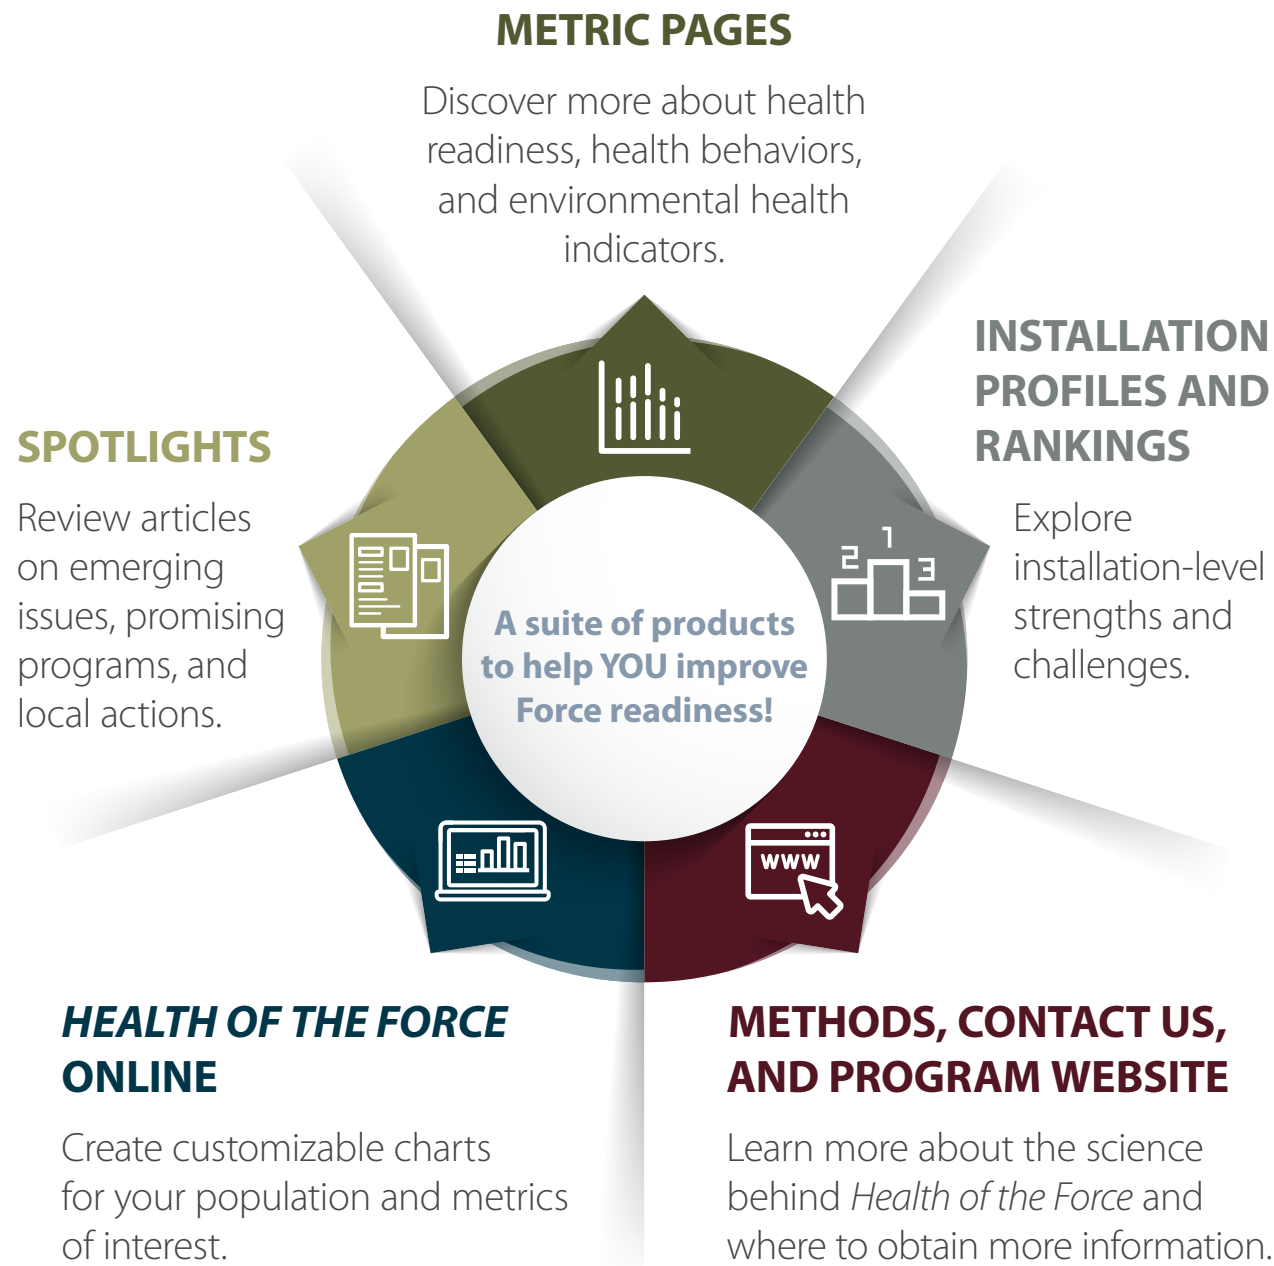 METRIC PAGES
Discover more about health
readiness, health behaviors,
and environmental health
indicators.
INSTALLATION
PROFILES AND
RANKINGS
Explore
installation-level
strengths and
challenges.
SPOTLIGHTS
Review articles
on emerging
issues, promising
programs, and
local actions.
1
2
3
A suite of products
to help YOU improve
Force readiness!
WWW
HEALTH OF THE FORCE
ONLINE
Create customizable charts
for your population and metrics
of interest.
METHODS, CONTACT US,
AND PROGRAM WEBSITE
Learn more about the science
behind Health of the Force and
where to obtain more information.